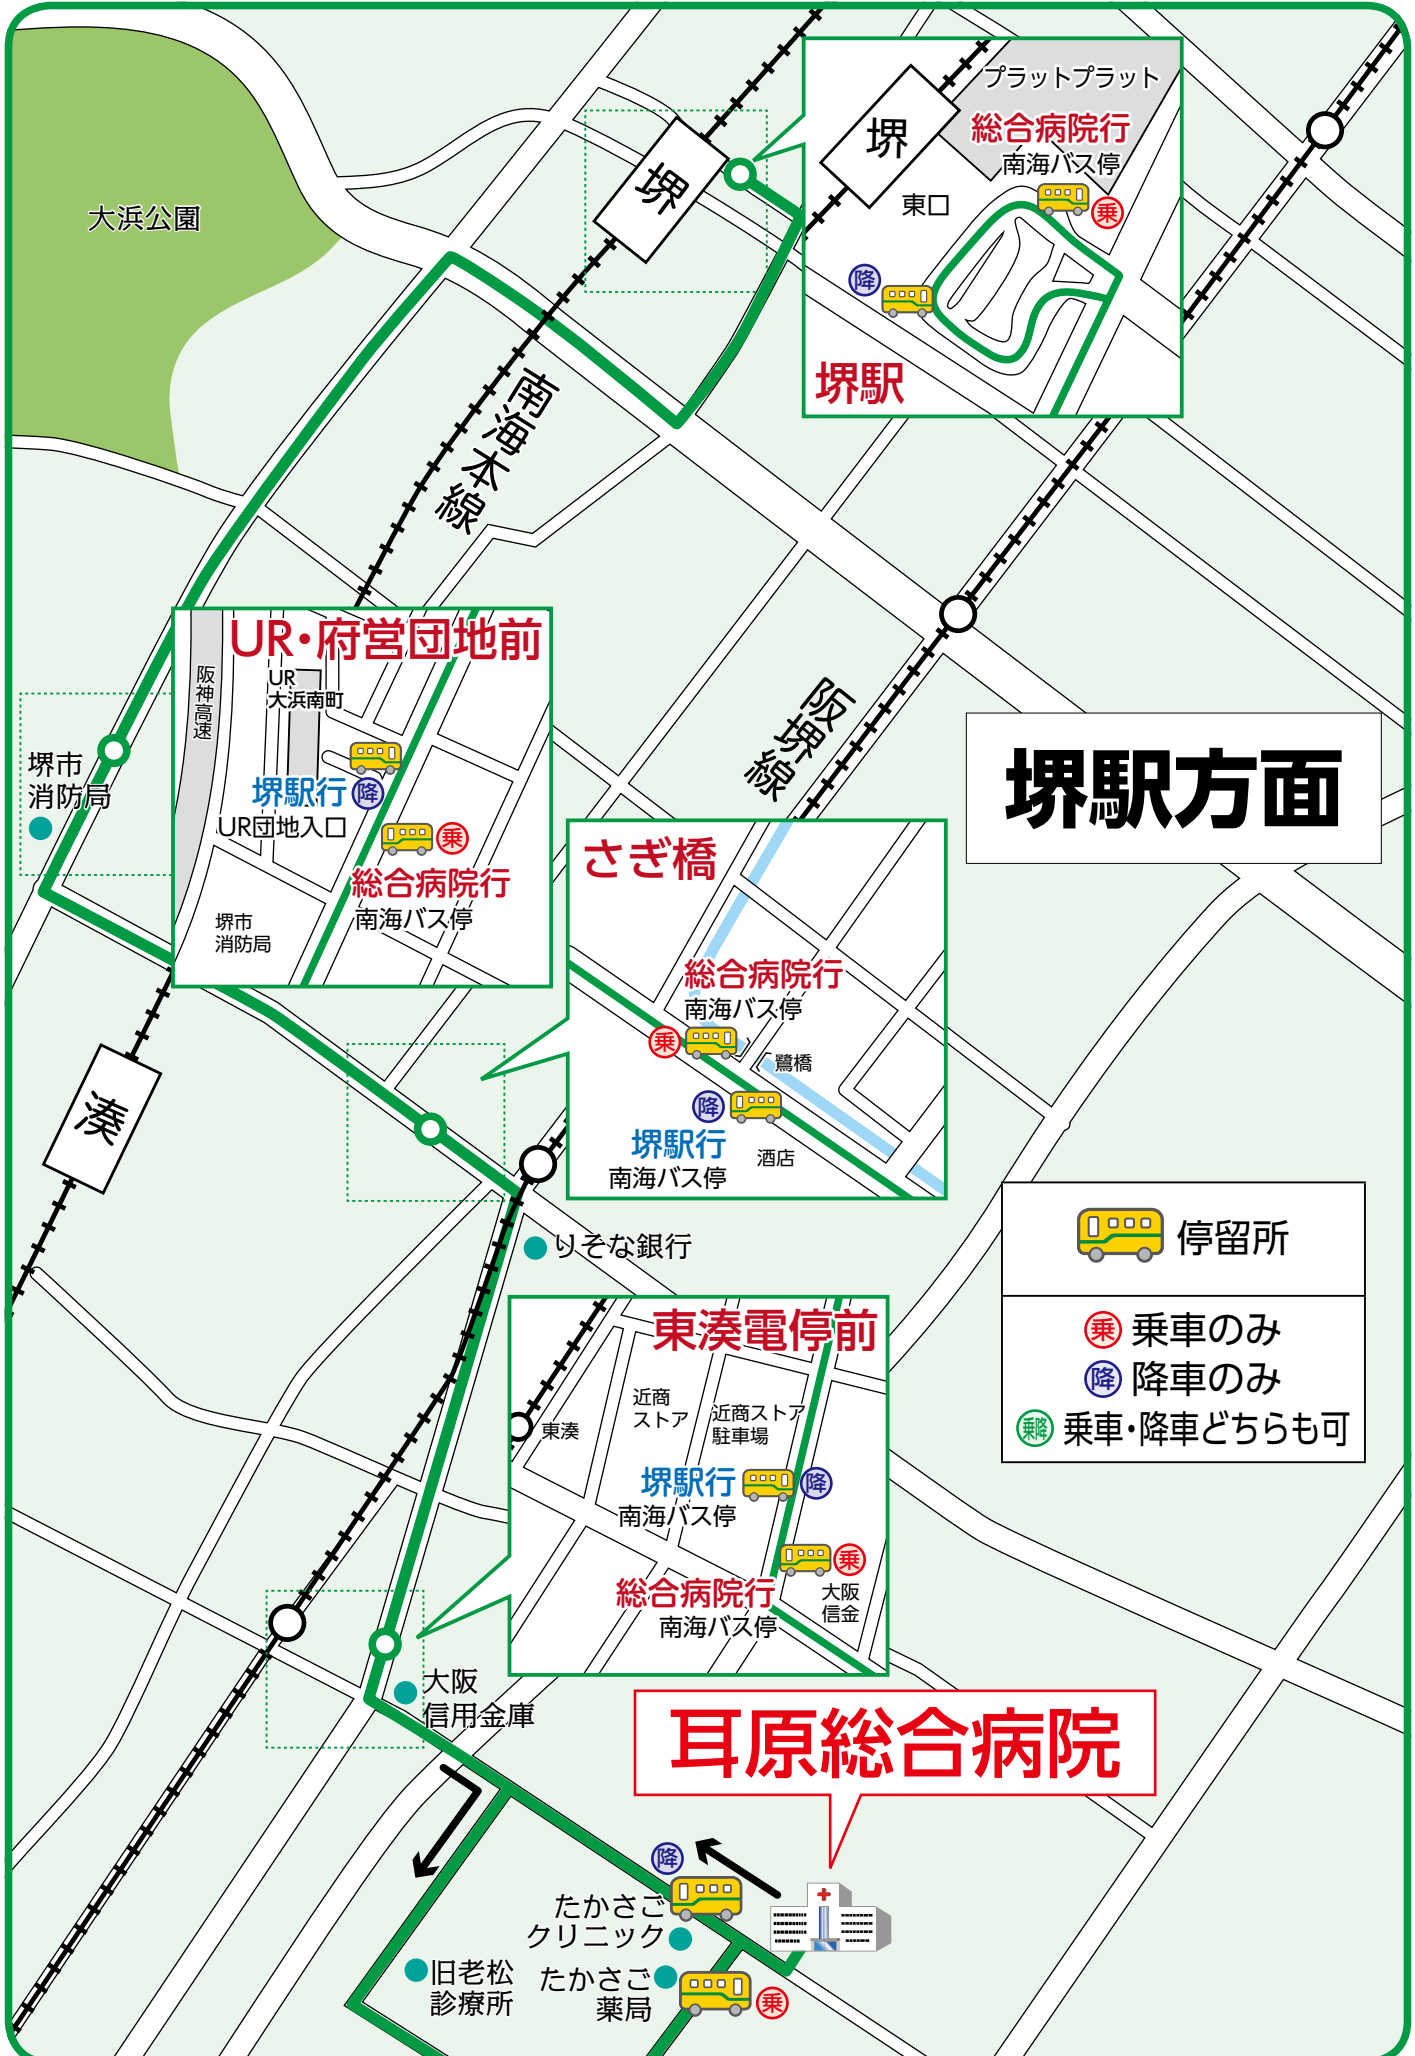 大浜公園
堺
南海本線
プラットプラット
堺
総合病院行
南海バス停
乗
東口
降
堺駅
UR・府営団地前
阪神高速
UR
大浜南町
堺駅行
降
UR団地入口
乗
総合病院行
南海バス停
堺市
消防局
堺市
消防局
阪堺線
堺駅方面
さぎ橋
総合病院行
南海バス停
乗
鷺橋
降
堺駅行
南海バス停
酒店
湊
りそな銀行
停留所
乗
乗車のみ
降
降車のみ
乗降
乗車・降車どちらも可
東湊電停前
近商
ストア
東湊
近商ストア
駐車場
堺駅行
南海バス停
降
乗
総合病院行
南海バス停
大阪
信金
大阪
信用金庫
耳原総合病院
降
たかさご
クリニック
旧老松
診療所
たかさご
薬局
乗